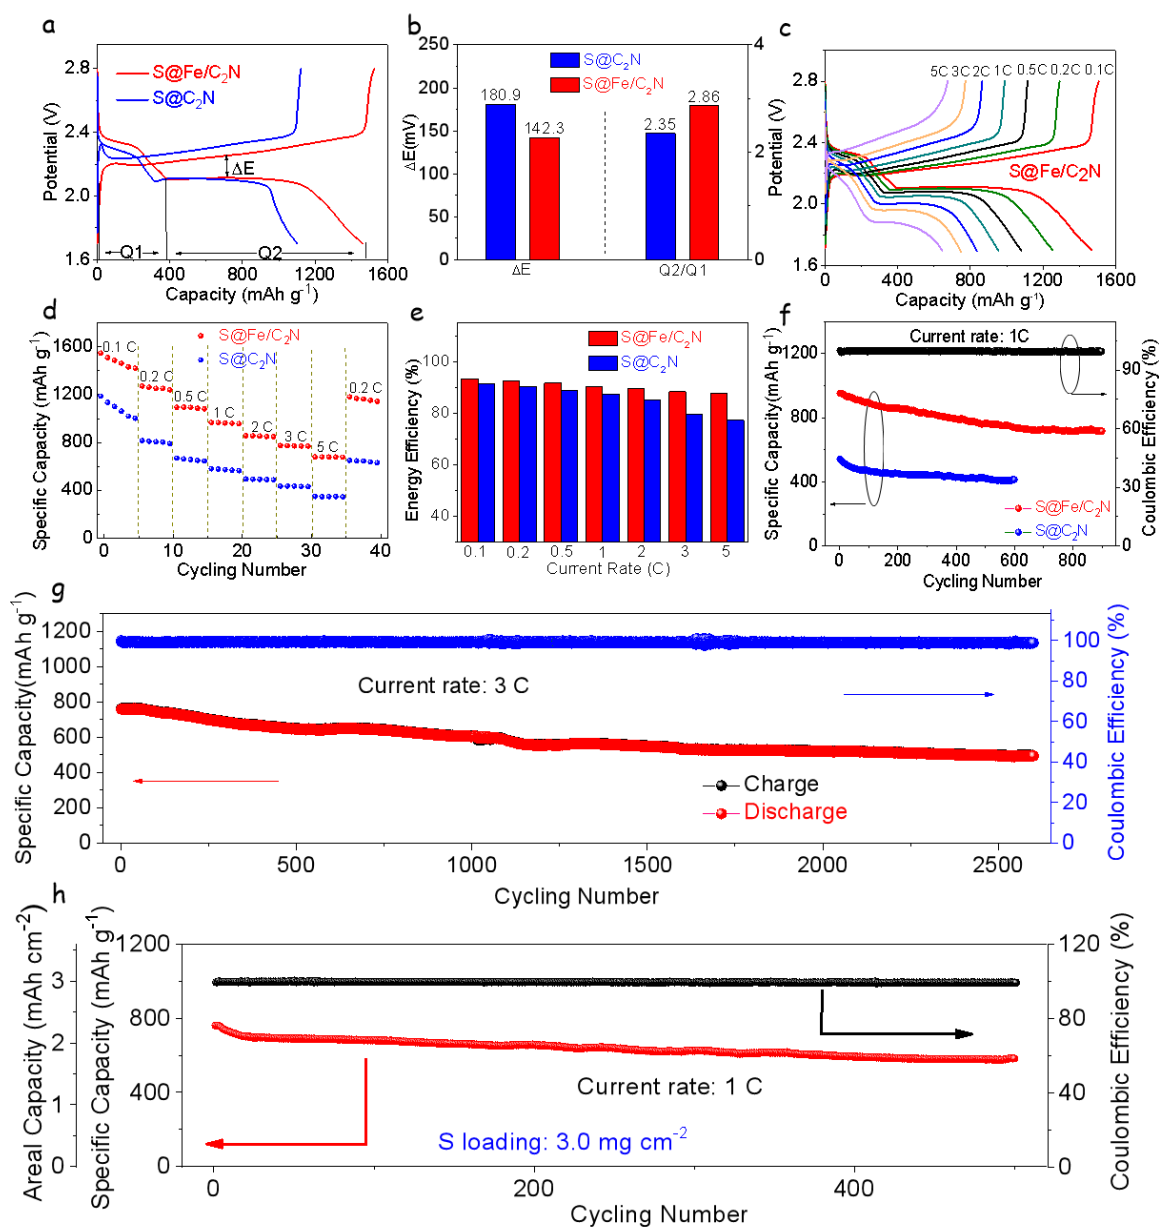 a
2.8
2.4
2.0
1.6
0 400 800 1200 1600
Potential (V)
Capacity (mAh g⁻¹)
S@Fe/C₂N
S@C₂N
ΔE
Q1
Q2
b
250
200
150
100
50
0
ΔE(mV)
4
2
0
S@C₂N
S@Fe/C₂N
180.9
142.3
2.35
2.86
ΔE
Q2/Q1
c
2.8
2.4
2.0
1.6
0 400 800 1200 1600
Potential (V)
Capacity (mAh g⁻¹)
5C 3C 2C 1C 0.5C 0.2C 0.1C
S@Fe/C₂N
d
1600
1200
800
400
0
0 10 20 30 40
Specific Capacity (mAh g⁻¹)
Cycling Number
S@Fe/C₂N
S@C₂N
0.1 C
0.2 C
0.5 C
1 C
2 C
3 C
5 C
0.2 C
e
100
80
60
40
Energy Efficiency (%)
S@Fe/C₂N
S@C₂N
0.1 0.2 0.5 1 2 3 5
Current Rate (C)
f
Current rate: 1C
1200
800
400
0
Specific Capacity(mAh g⁻¹)
90
60
30
0
Coulombic Efficiency (%)
S@Fe/C₂N
S@C₂N
0 200 400 600 800
Cycling Number
g
1200
1000
800
600
400
200
0
Specific Capacity(mAh g⁻¹)
100
80
60
40
20
0
Coulombic Efficiency (%)
Current rate: 3 C
Charge
Discharge
0 500 1000 1500 2000 2500
Cycling Number
h
3
2
1
0
Areal Capacity (mAh cm⁻²)
1200
800
400
0
Specific Capacity (mAh g⁻¹)
120
80
40
0
Coulombic Efficiency (%)
Current rate: 1 C
S loading: 3.0 mg cm⁻²
0 200 400
Cycling Number